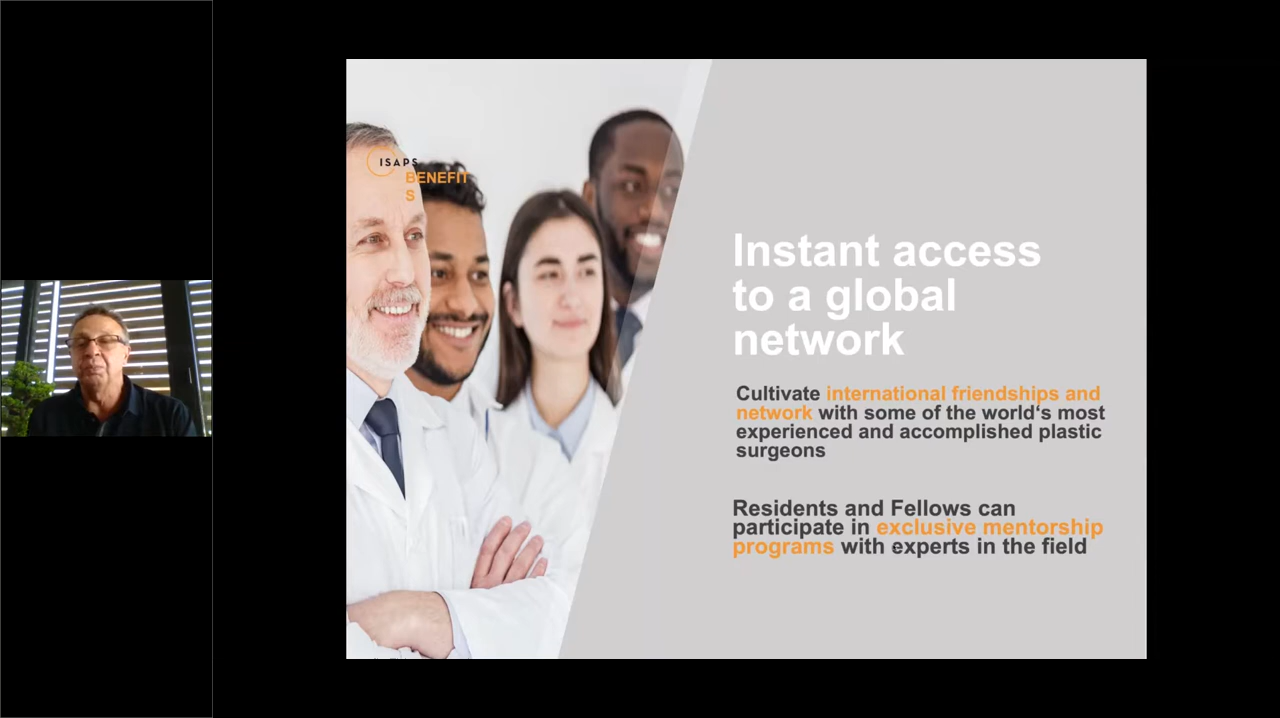 ISAPS
BENEFIT
S
Instant access
to a global
network
Cultivate international friendships and
network with some of the world‘s most
experienced and accomplished plastic
surgeons
Residents and Fellows can
participate in exclusive mentorship
programs with experts in the field